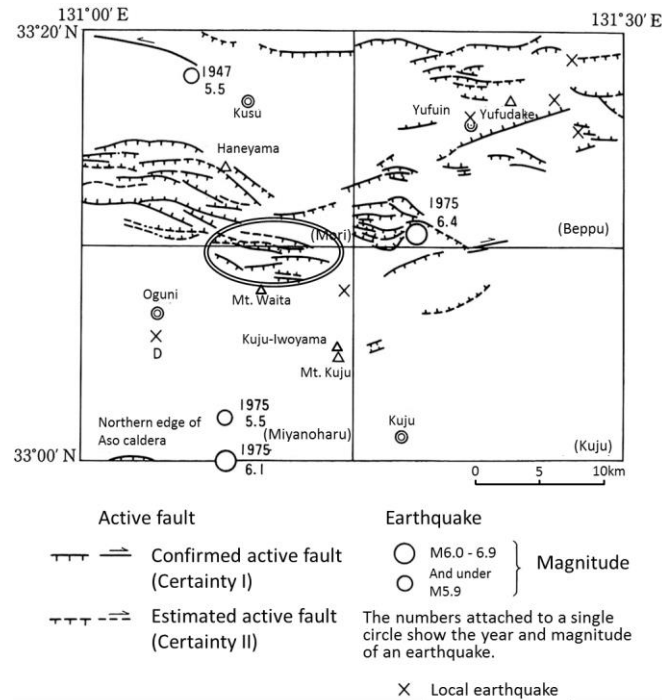 131°00′ E
131°30′ E
33°20′ N
1947
5.5
Kusu
Yufuin
Yufudake
Haneyama
1975
6.4
(Mori)
(Beppu)
Oguni
Mt. Waita
D
Kuju-Iwoyama
Mt. Kuju
1975
5.5
Northern edge of
Aso caldera
(Miyanoharu)
Kuju
(Kuju)
1975
6.1
33°00′ N
0 5 10km
Active fault
Confirmed active fault
(Certainty I)
Estimated active fault
(Certainty II)
Earthquake
M6.0 - 6.9
And under
M5.9
Magnitude
The numbers attached to a single
circle show the year and magnitude
of an earthquake.
Local earthquake